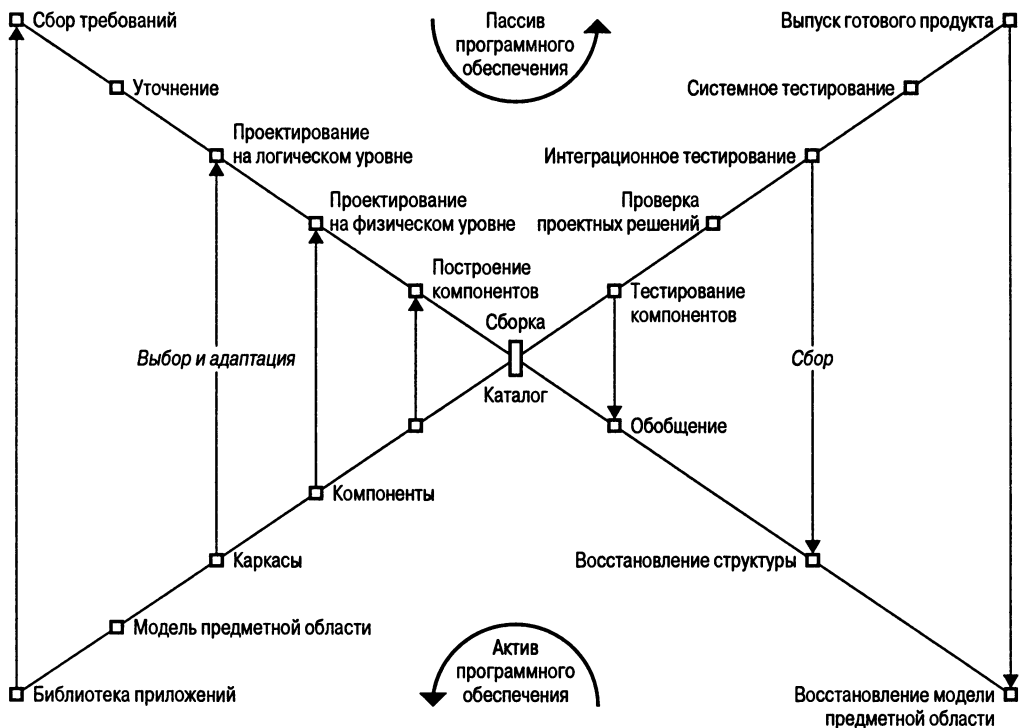 Сбор требований
Пассив
программного
обеспечения
Выпуск готового продукта
Уточнение
Системное тестирование
Проектирование
на логическом уровне
Интеграционное тестирование
Проектирование
на физическом уровне
Проверка
проектных решений
Построение
компонентов
Тестирование
компонентов
Сборка
Выбор и адаптация
Сбор
Каталог
Обобщение
Компоненты
Каркасы
Восстановление структуры
Модель предметной области
Актив
программного
обеспечения
Библиотека приложений
Восстановление модели
предметной области